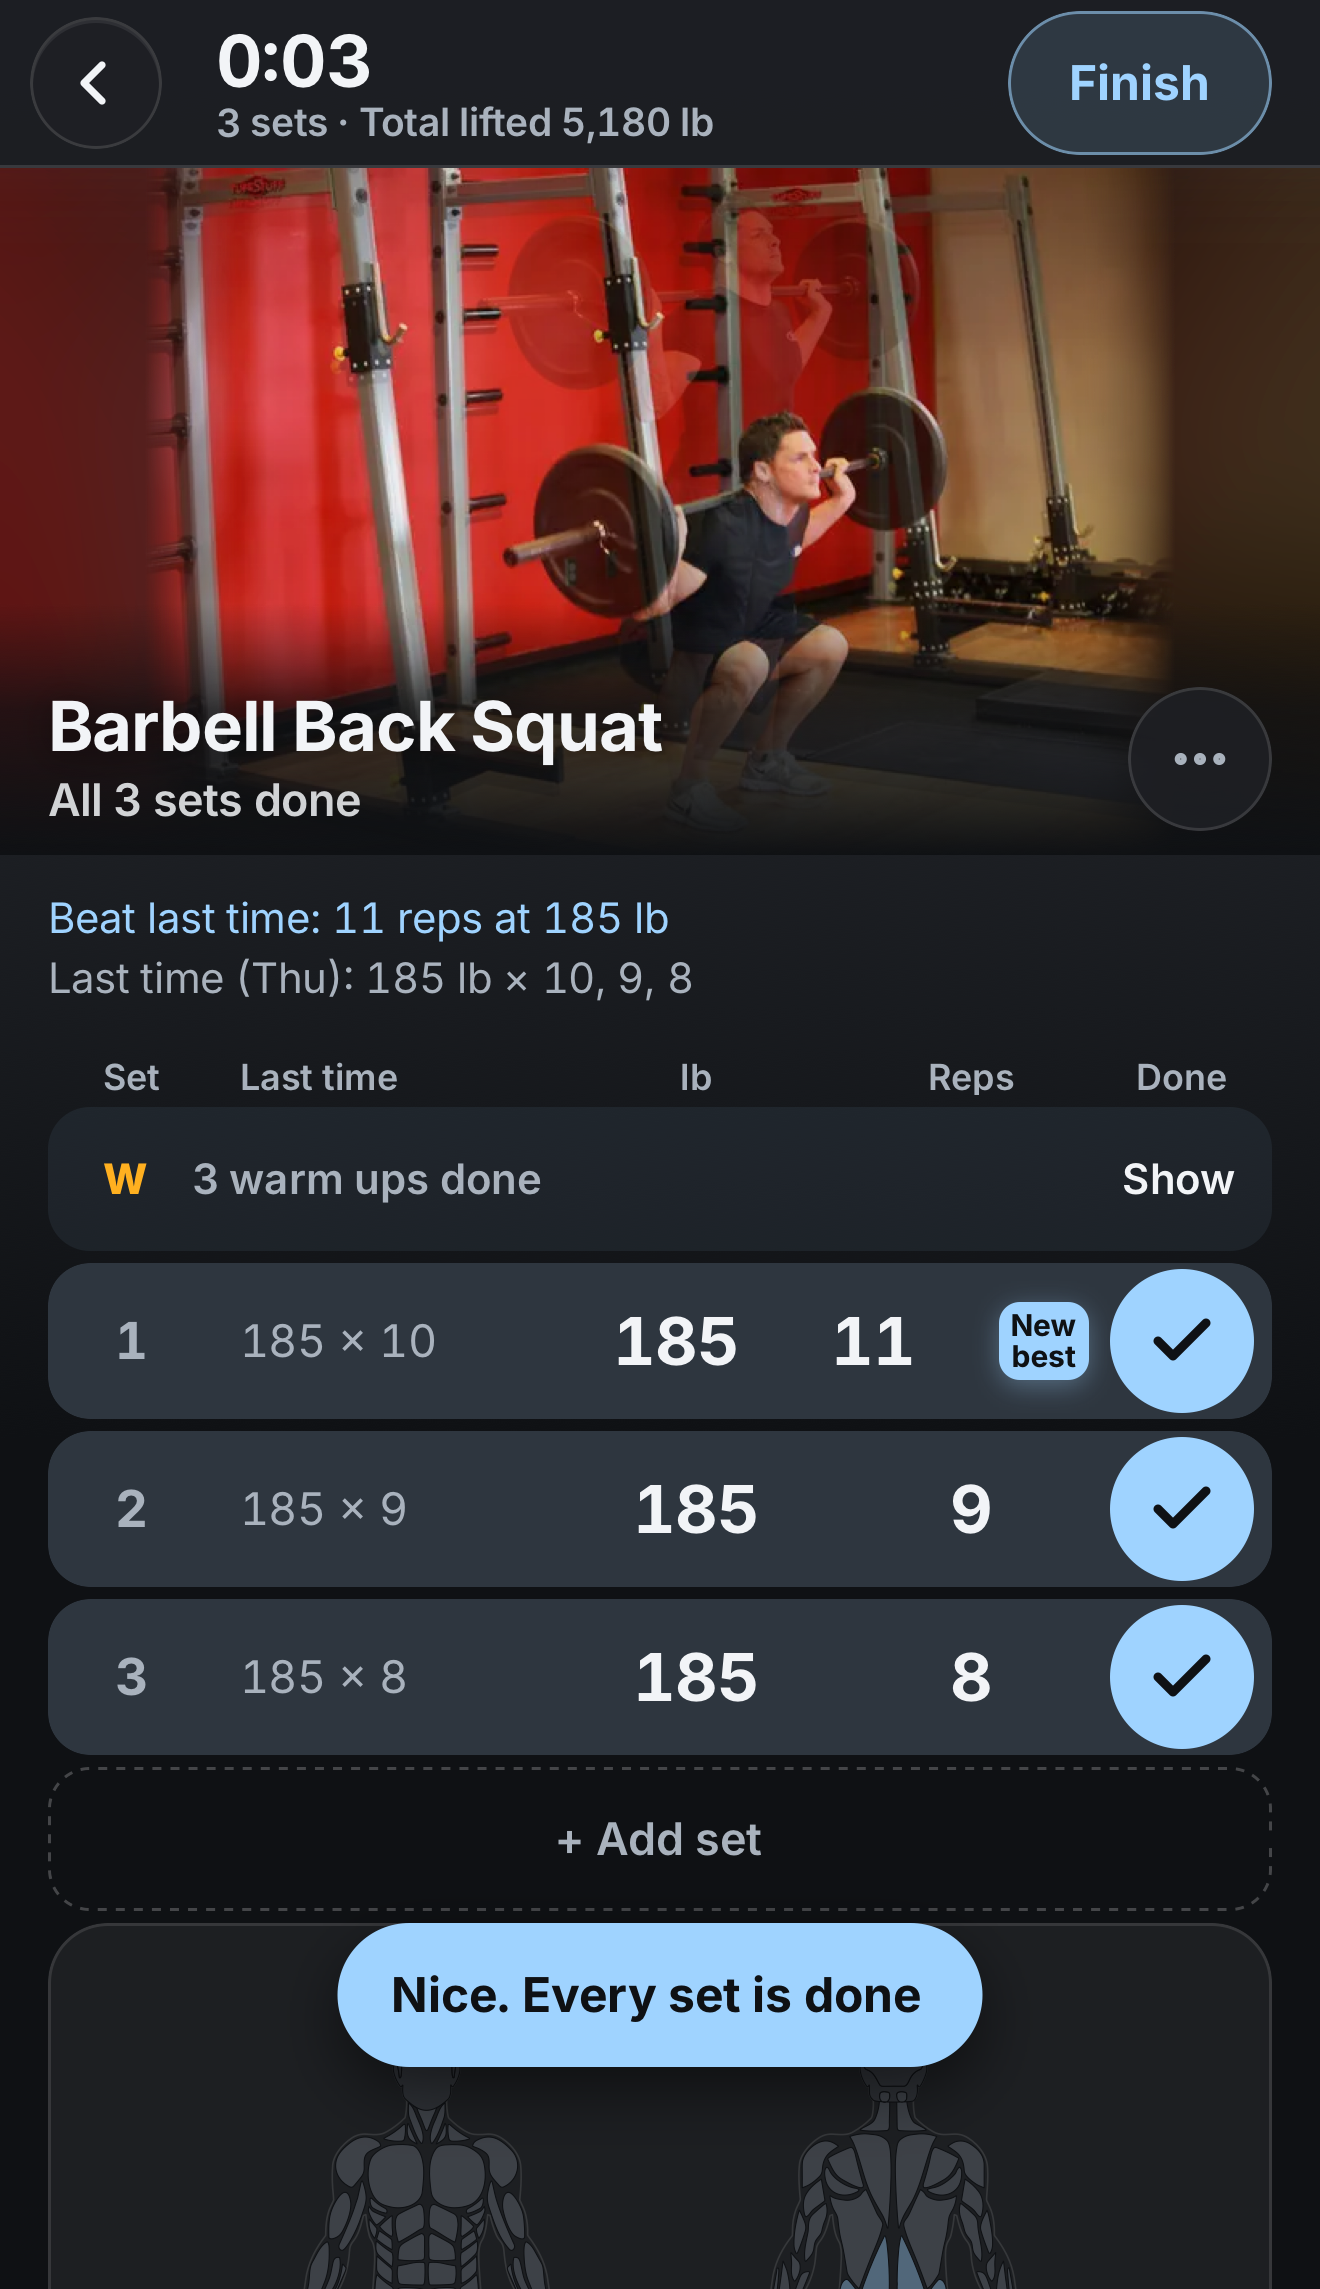 0:03
3 sets · Total lifted 5,180 lb
Finish
Barbell Back Squat
All 3 sets done
Beat last time: 11 reps at 185 lb
Last time (Thu): 185 lb × 10, 9, 8
Set Last time lb Reps Done
W 3 warm ups done Show
1 185 × 10 185 11 New best
2 185 × 9 185 9
3 185 × 8 185 8
+ Add set
Nice. Every set is done